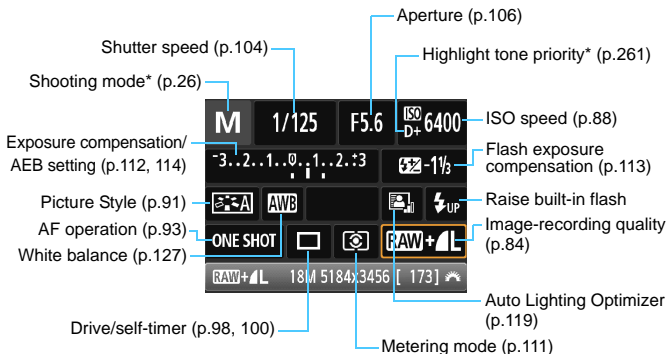 Aperture (p.106)
Shutter speed (p.104)
Highlight tone priority* (p.261)
Shooting mode* (p.26)
M 1/125 F5.6 ISO D+ 6400
ISO speed (p.88)
Exposure compensation/
AEB setting (p.112, 114)
-3..2..1..0..1..2.+3
-1⅓
Flash exposure
compensation (p.113)
Picture Style (p.91)
A AWB
UP
Raise built-in flash
AF operation (p.93)
ONE SHOT
RAW+L
Image-recording quality
(p.84)
White balance (p.127)
RAW+L 18M 5184x3456 [ 173]
Auto Lighting Optimizer
(p.119)
Drive/self-timer (p.98, 100)
Metering mode (p.111)